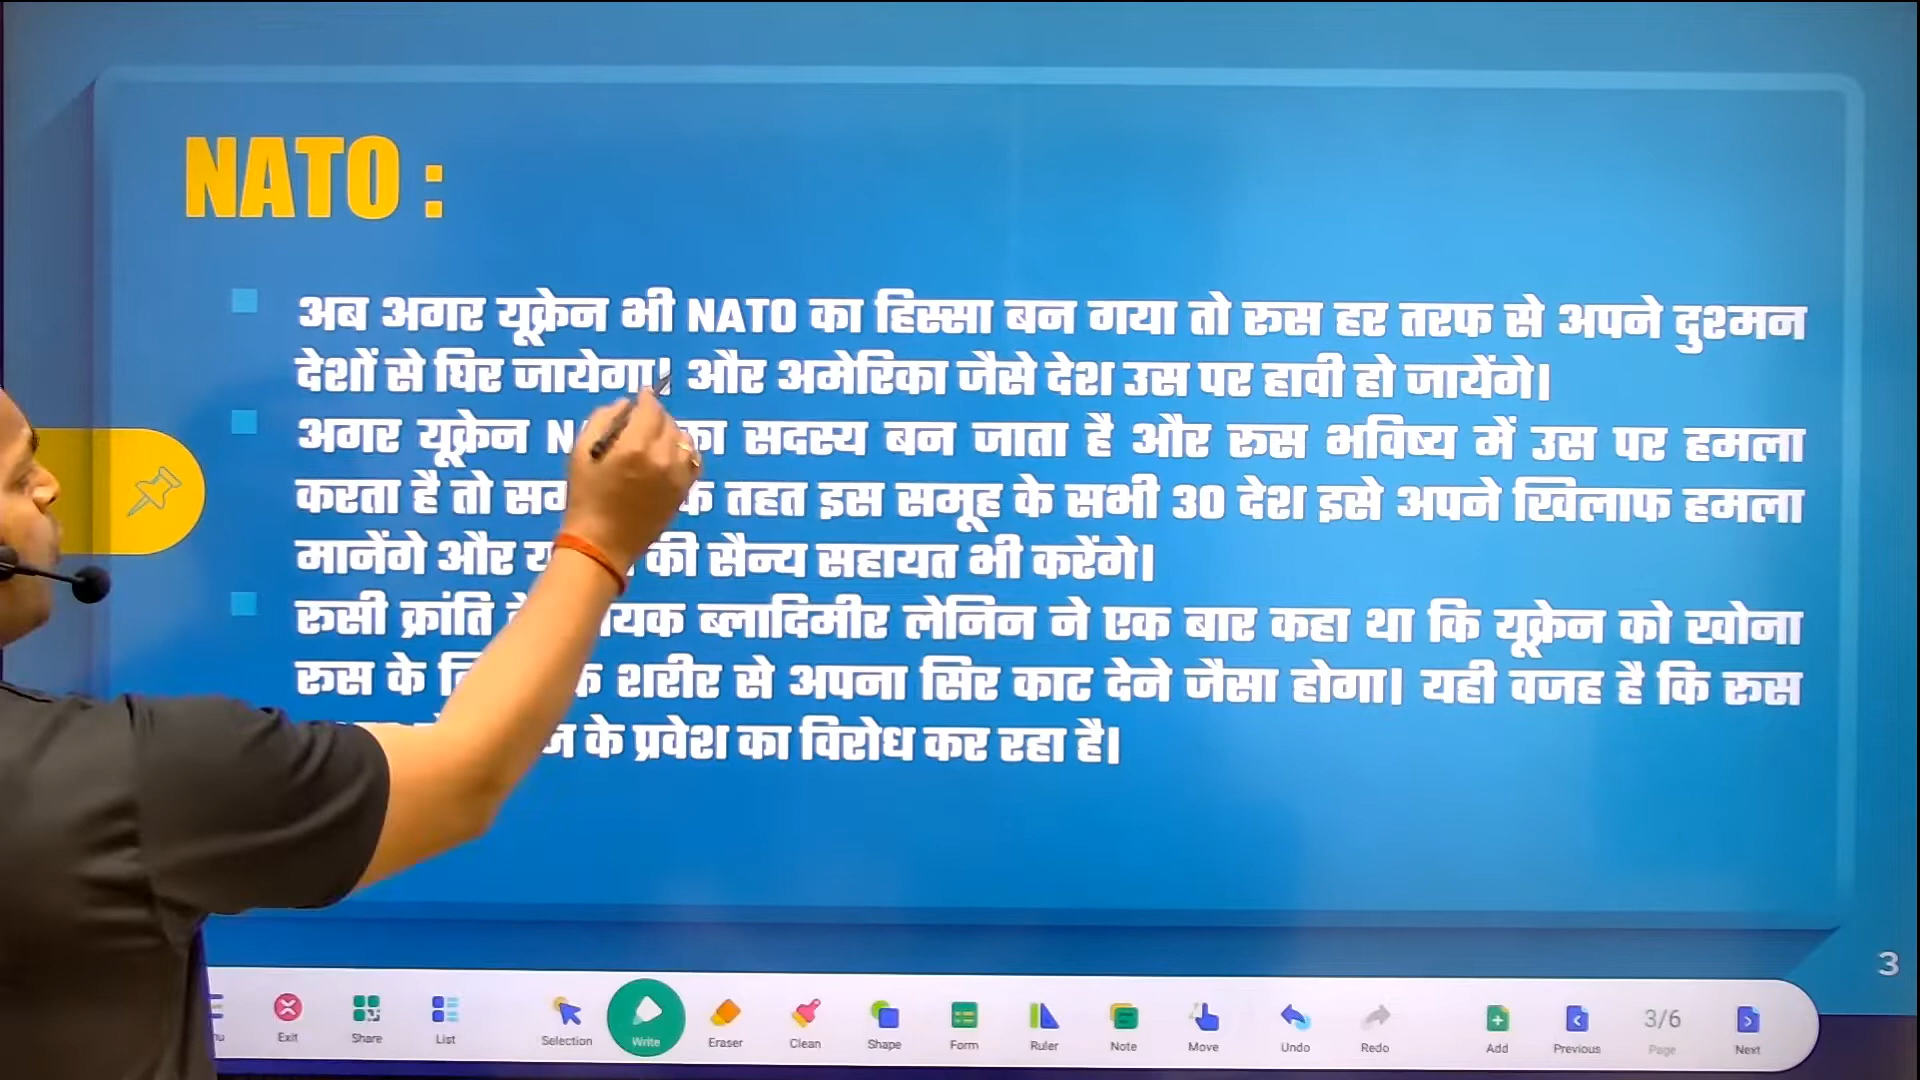 NATO :
अब अगर यूक्रेन भी NATO का हिस्सा बन गया तो रूस हर तरफ से अपने दुश्मन
देशों से घिर जायेगा। और अमेरिका जैसे देश उस पर हावी हो जायेंगे।
अगर यूक्रेन का सदस्य बन जाता है और रूस भविष्य में उस पर हमला
करता है तो तहत इस समूह के सभी 30 देश इसे अपने खिलाफ हमला
मानेंगे और की सैन्य सहायत भी करेंगे।
रूसी क्रांति ब्लादिमीर लेनिन ने एक बार कहा था कि यूक्रेन को खोना
रूस के शरीर से अपना सिर काट देने जैसा होगा। यही वजह है कि रूस
के प्रवेश का विरोध कर रहा है।
3
Exit Share List Selection Write Eraser Clean Shape Form Ruler Note Move Undo Redo Add Previous 3/6 Page Next